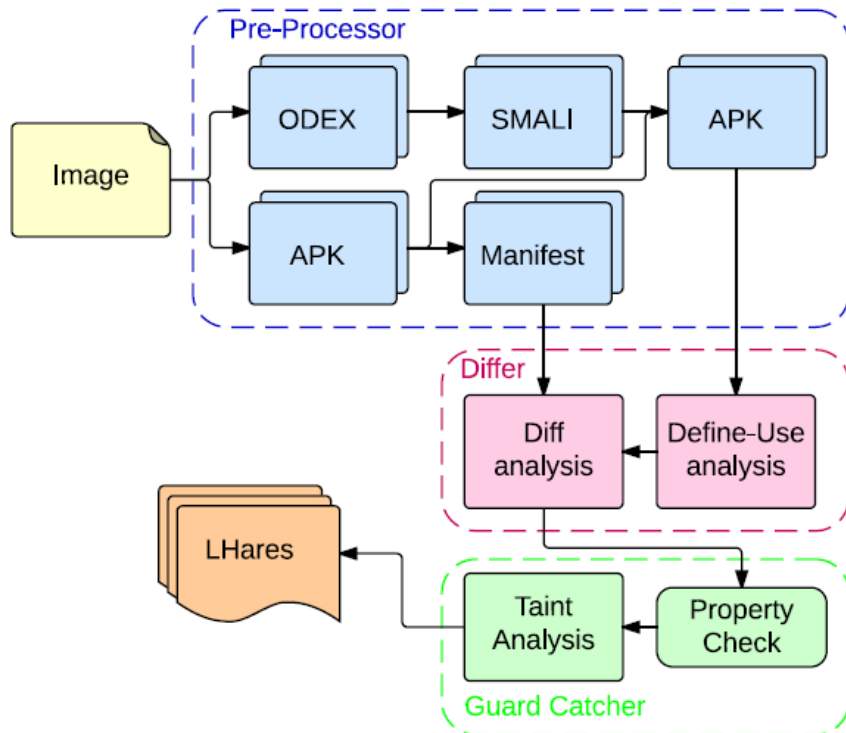 Pre-Processor
ODEX
SMALI
APK
Image
APK
Manifest
Differ
Diff
analysis
Define-Use
analysis
LHares
Taint
Analysis
Property
Check
Guard Catcher